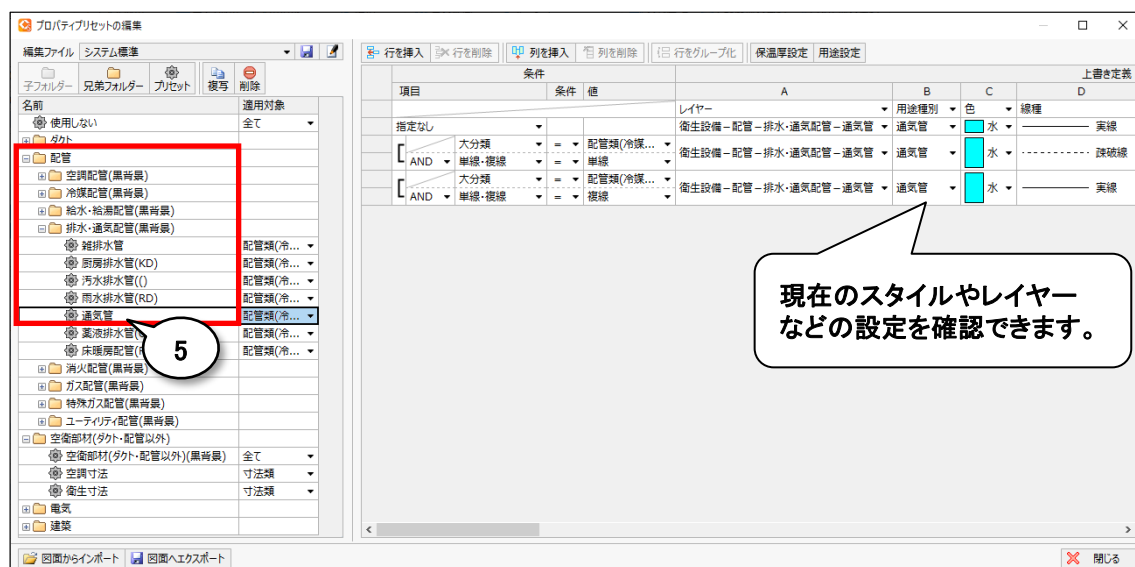 プロパティプリセットの編集
編集ファイル システム標準
子フォルダー 兄弟フォルダー プリセット 複写 削除
名前 適用対象
使用しない 全て
ダクト
配管
空調配管(黒背景)
冷媒配管(黒背景)
給水・給湯配管(黒背景)
排水・通気配管(黒背景)
雑排水管 配管類(冷...
厨房排水管(KD) 配管類(冷...
汚水排水管(() 配管類(冷...
雨水排水管(RD) 配管類(冷...
通気管 配管類(冷...
薬液排水管( 配管類(冷...
床暖房配管( 配管類(冷...
消火配管(黒背景)
ガス配管(黒背景)
特殊ガス配管(黒背景)
ユーティリティ配管(黒背景)
空衛部材(ダクト・配管以外)
空衛部材(ダクト・配管以外)(黒背景) 全て
空調寸法 寸法類
衛生寸法 寸法類
電気
建築
5
行を挿入 行を削除 列を挿入 列を削除 行をグループ化 保温厚設定 用途設定
条件 上書き定義
項目 条件 値 A B C D
レイヤー 用途種別 色 線種
指定なし 衛生設備－配管－排水・通気配管－通気管 通気管 水 実線
大分類 = 配管類(冷媒...
AND 単線・複線 = 単線 衛生設備－配管－排水・通気配管－通気管 通気管 水 疎破線
大分類 = 配管類(冷媒...
AND 単線・複線 = 複線 衛生設備－配管－排水・通気配管－通気管 通気管 水 実線
現在のスタイルやレイヤー
などの設定を確認できます。
図面からインポート 図面へエクスポート 閉じる